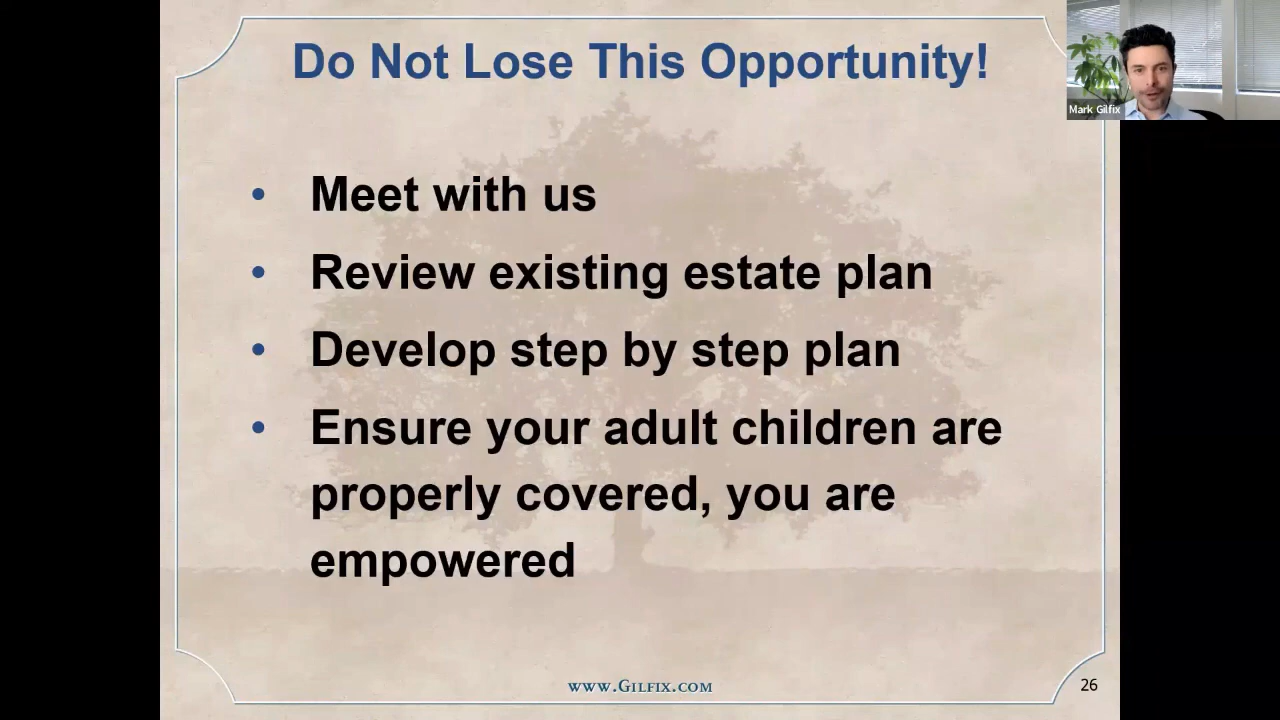 Do Not Lose This Opportunity!
Mark Gilfix
• Meet with us
• Review existing estate plan
• Develop step by step plan
• Ensure your adult children are
properly covered, you are
empowered
www.Gilfix.com
26